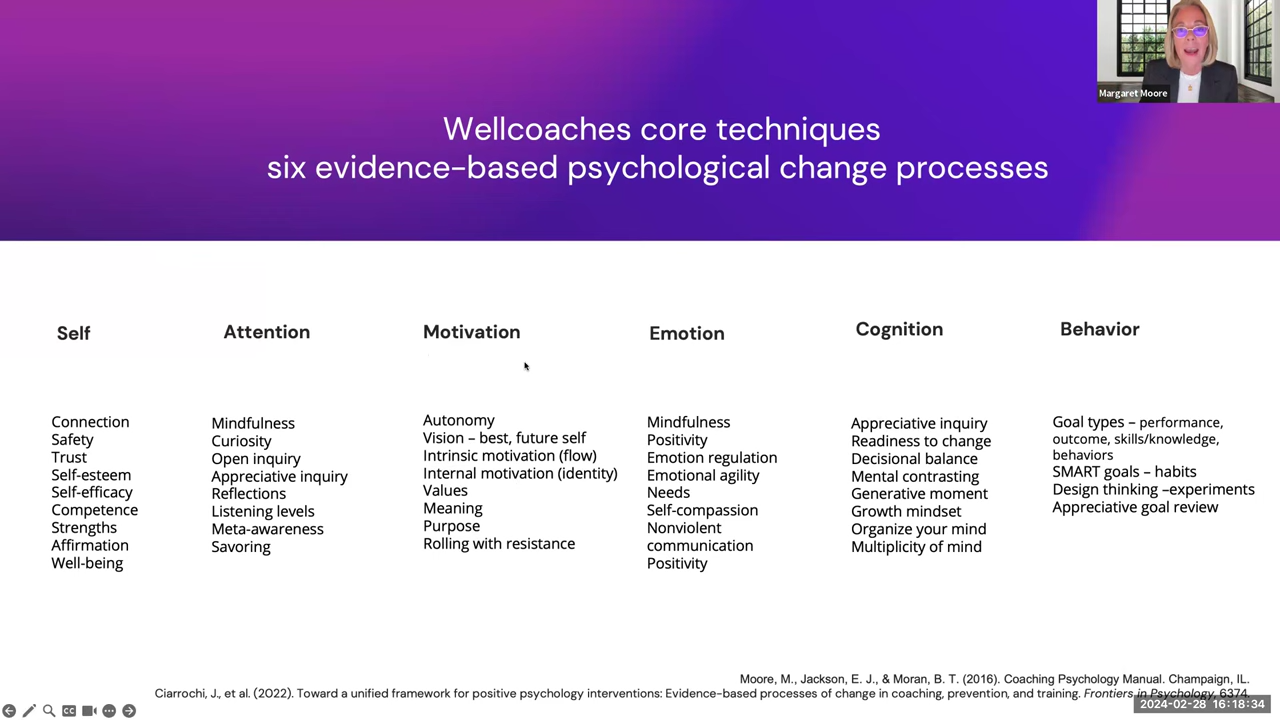 Margaret Moore
Wellcoaches core techniques
six evidence-based psychological change processes
Self
Connection
Safety
Trust
Self-esteem
Self-efficacy
Competence
Strengths
Affirmation
Well-being
Attention
Mindfulness
Curiosity
Open inquiry
Appreciative inquiry
Reflections
Listening levels
Meta-awareness
Savoring
Motivation
Autonomy
Vision – best, future self
Intrinsic motivation (flow)
Internal motivation (identity)
Values
Meaning
Purpose
Rolling with resistance
Emotion
Mindfulness
Positivity
Emotion regulation
Emotional agility
Needs
Self-compassion
Nonviolent
communication
Positivity
Cognition
Appreciative inquiry
Readiness to change
Decisional balance
Mental contrasting
Generative moment
Growth mindset
Organize your mind
Multiplicity of mind
Behavior
Goal types – performance,
outcome, skills/knowledge,
behaviors
SMART goals – habits
Design thinking –experiments
Appreciative goal review
Moore, M., Jackson, E. J., & Moran, B. T. (2016). Coaching Psychology Manual. Champaign, IL.
Ciarrochi, J., et al. (2022). Toward a unified framework for positive psychology interventions: Evidence-based processes of change in coaching, prevention, and training. Frontiers in Psychology, 6374.
CC
2024-02-28 16:18:34